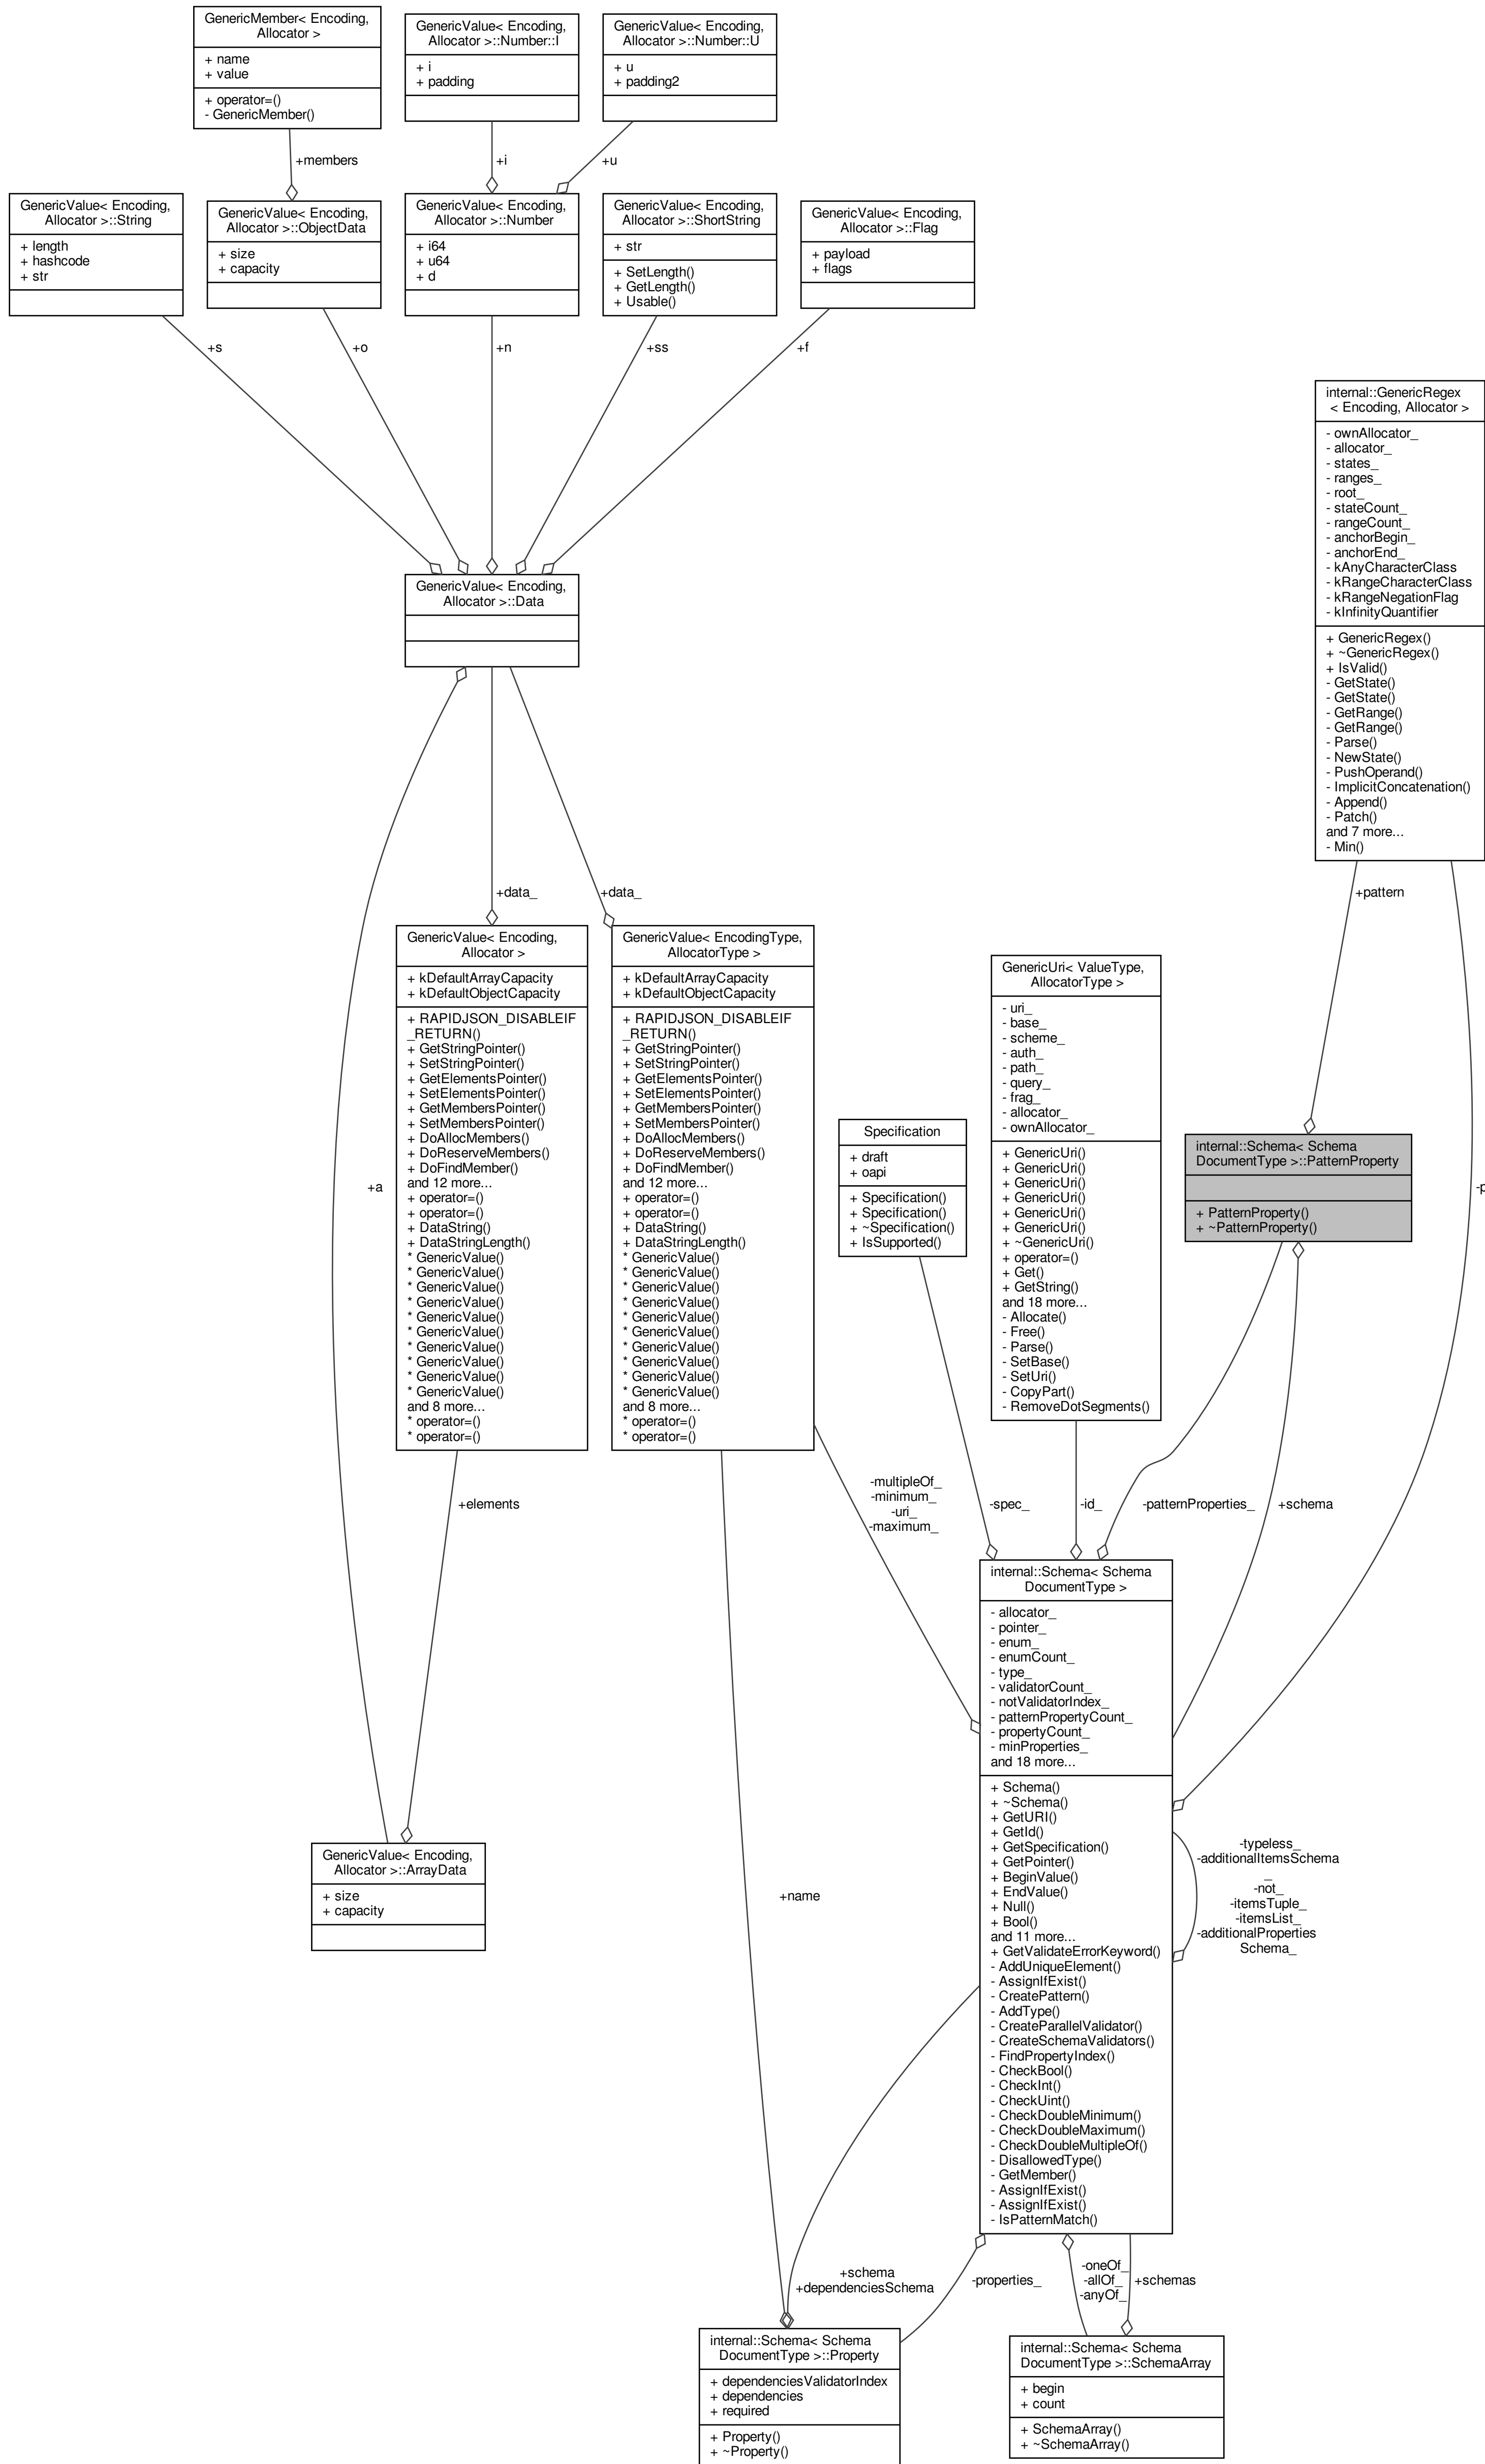 GenericMember< Encoding,
Allocator >
+ name
+ value
+ operator=()
- GenericMember()
GenericValue< Encoding,
Allocator >::Number::I
+ i
+ padding
GenericValue< Encoding,
Allocator >::Number::U
+ u
+ padding2
+members
+i
+u
GenericValue< Encoding,
Allocator >::String
+ length
+ hashcode
+ str
GenericValue< Encoding,
Allocator >::ObjectData
+ size
+ capacity
GenericValue< Encoding,
Allocator >::Number
+ i64
+ u64
+ d
GenericValue< Encoding,
Allocator >::ShortString
+ str
+ SetLength()
+ GetLength()
+ Usable()
GenericValue< Encoding,
Allocator >::Flag
+ payload
+ flags
+s
+o
+n
+ss
+f
internal::GenericRegex
< Encoding, Allocator >
- ownAllocator_
- allocator_
- states_
- ranges_
- root_
- stateCount_
- rangeCount_
- anchorBegin_
- anchorEnd_
- kAnyCharacterClass
- kRangeCharacterClass
- kRangeNegationFlag
- kInfinityQuantifier
+ GenericRegex()
+ ~GenericRegex()
+ IsValid()
- GetState()
- GetState()
- GetRange()
- GetRange()
- Parse()
- NewState()
- PushOperand()
- ImplicitConcatenation()
- Append()
- Patch()
and 7 more...
- Min()
GenericValue< Encoding,
Allocator >::Data
+data_
+data_
+pattern
GenericValue< Encoding,
Allocator >
+ kDefaultArrayCapacity
+ kDefaultObjectCapacity
+ RAPIDJSON_DISABLEIF
_RETURN()
+ GetStringPointer()
+ SetStringPointer()
+ GetElementsPointer()
+ SetElementsPointer()
+ GetMembersPointer()
+ SetMembersPointer()
+ DoAllocMembers()
+ DoReserveMembers()
+ DoFindMember()
and 12 more...
+ operator=()
+ operator=()
+ DataString()
+ DataStringLength()
* GenericValue()
* GenericValue()
* GenericValue()
* GenericValue()
* GenericValue()
* GenericValue()
* GenericValue()
* GenericValue()
* GenericValue()
* GenericValue()
and 8 more...
* operator=()
* operator=()
GenericValue< EncodingType,
AllocatorType >
+ kDefaultArrayCapacity
+ kDefaultObjectCapacity
+ RAPIDJSON_DISABLEIF
_RETURN()
+ GetStringPointer()
+ SetStringPointer()
+ GetElementsPointer()
+ SetElementsPointer()
+ GetMembersPointer()
+ SetMembersPointer()
+ DoAllocMembers()
+ DoReserveMembers()
+ DoFindMember()
and 12 more...
+ operator=()
+ operator=()
+ DataString()
+ DataStringLength()
* GenericValue()
* GenericValue()
* GenericValue()
* GenericValue()
* GenericValue()
* GenericValue()
* GenericValue()
* GenericValue()
* GenericValue()
* GenericValue()
and 8 more...
* operator=()
* operator=()
Specification
+ draft
+ oapi
+ Specification()
+ Specification()
+ ~Specification()
+ IsSupported()
GenericUri< ValueType,
AllocatorType >
- uri_
- base_
- scheme_
- auth_
- path_
- query_
- frag_
- allocator_
- ownAllocator_
+ GenericUri()
+ GenericUri()
+ GenericUri()
+ GenericUri()
+ GenericUri()
+ GenericUri()
+ ~GenericUri()
+ operator=()
+ Get()
+ GetString()
and 18 more...
- Allocate()
- Free()
- Parse()
- SetBase()
- SetUri()
- CopyPart()
- RemoveDotSegments()
internal::Schema< Schema
DocumentType >::PatternProperty
+ PatternProperty()
+ ~PatternProperty()
+a
+elements
-multipleOf_
-minimum_
-uri_
-maximum_
-spec_
-id_
-patternProperties_
+schema
internal::Schema< Schema
DocumentType >
- allocator_
- pointer_
- enum_
- enumCount_
- type_
- validatorCount_
- notValidatorIndex_
- patternPropertyCount_
- propertyCount_
- minProperties_
and 18 more...
+ Schema()
+ ~Schema()
+ GetURI()
+ GetId()
+ GetSpecification()
+ GetPointer()
+ BeginValue()
+ EndValue()
+ Null()
+ Bool()
and 11 more...
+ GetValidateErrorKeyword()
- AddUniqueElement()
- AssignIfExist()
- CreatePattern()
- AddType()
- CreateParallelValidator()
- CreateSchemaValidators()
- FindPropertyIndex()
- CheckBool()
- CheckInt()
- CheckUint()
- CheckDoubleMinimum()
- CheckDoubleMaximum()
- CheckDoubleMultipleOf()
- DisallowedType()
- GetMember()
- AssignIfExist()
- AssignIfExist()
- IsPatternMatch()
-typeless_
-additionalItemsSchema
_
-not_
-itemsTuple_
-itemsList_
-additionalProperties
Schema_
GenericValue< Encoding,
Allocator >::ArrayData
+ size
+ capacity
+name
+schema
+dependenciesSchema
-properties_
-oneOf_
-allOf_
-anyOf_
+schemas
internal::Schema< Schema
DocumentType >::Property
+ dependenciesValidatorIndex
+ dependencies
+ required
+ Property()
+ ~Property()
internal::Schema< Schema
DocumentType >::SchemaArray
+ begin
+ count
+ SchemaArray()
+ ~SchemaArray()